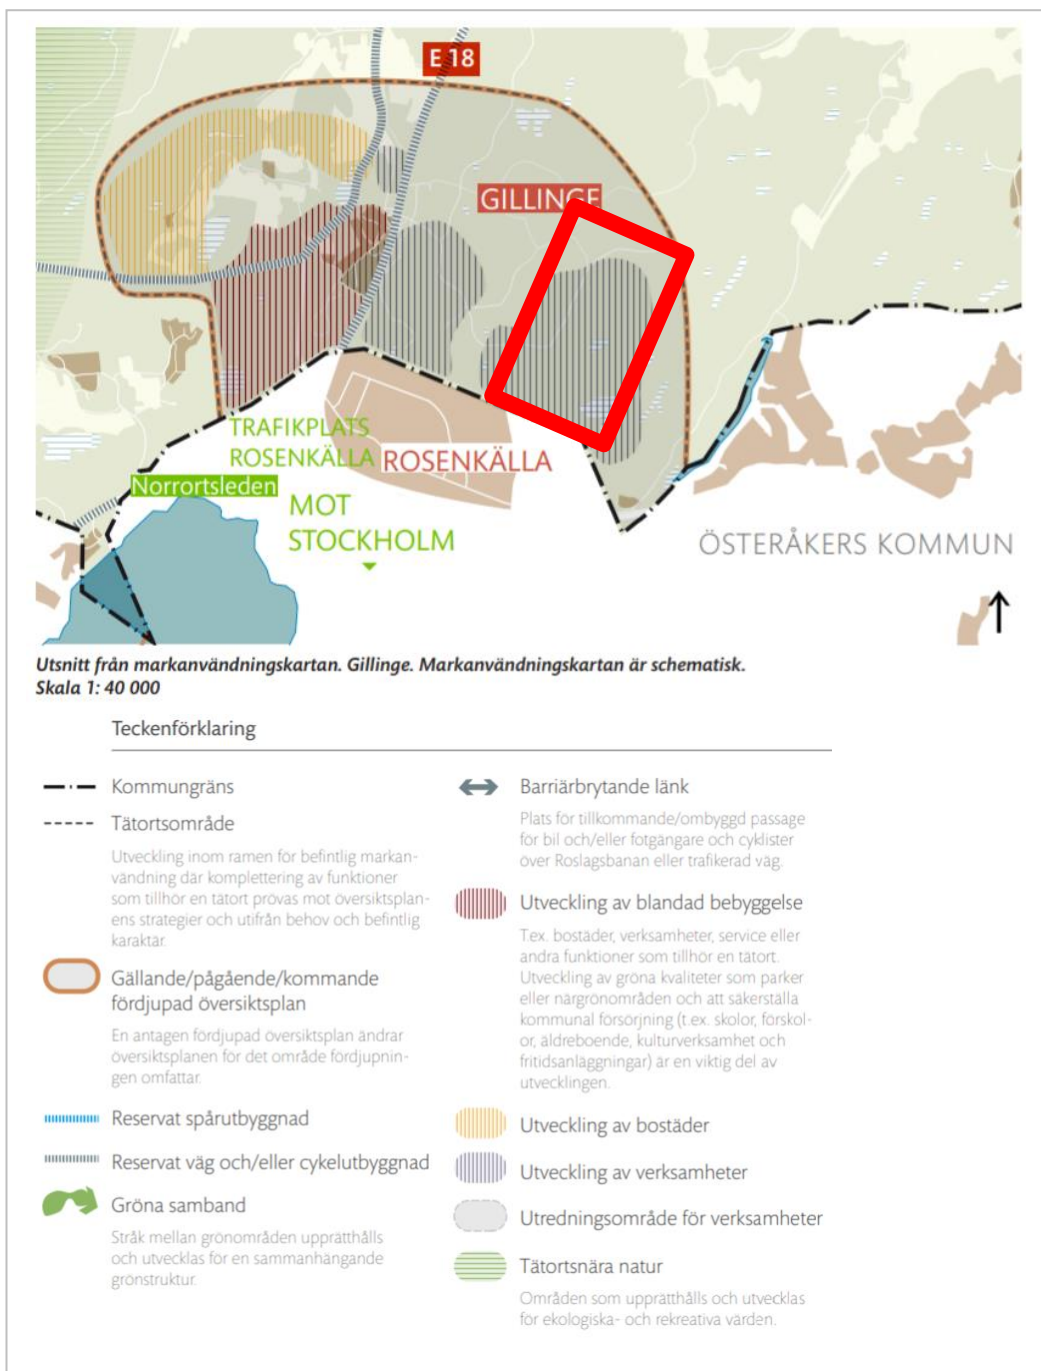 E 18
GILLINGE
TRAFIKPLATS
ROSENKÄLLA
ROSENKÄLLA
Norrortsleden
MOT
STOCKHOLM
ÖSTERÅKERS KOMMUN
Utsnitt från markanvändningskartan. Gillinge. Markanvändningskartan är schematisk.
Skala 1: 40 000
Teckenförklaring
Kommungräns
Tätortsområde
Utveckling inom ramen för befintlig markan-
vändning där komplettering av funktioner
som tillhör en tätort prövas mot översiktsplan-
ens strategier och utifrån behov och befintlig
karaktär.
Gällande/pågående/kommande
fördjupad översiktsplan
En antagen fördjupad översiktsplan ändrar
översiktsplanen för det område fördjupnin-
gen omfattar.
Reservat spårutbyggnad
Reservat väg och/eller cykelutbyggnad
Gröna samband
Stråk mellan grönområden upprätthålls
och utvecklas för en sammanhängande
grönstruktur.
Barriärbrytande länk
Plats för tillkommande/ombyggd passage
för bil och/eller fotgängare och cyklister
över Roslagsbanan eller trafikerad väg.
Utveckling av blandad bebyggelse
T.ex. bostäder, verksamheter, service eller
andra funktioner som tillhör en tätort.
Utveckling av gröna kvaliteter som parker
eller närgrönområden och att säkerställa
kommunal försörjning (t.ex. skolor, förskol-
or, äldreboende, kulturverksamhet och
fritidsanläggningar) är en viktig del av
utvecklingen.
Utveckling av bostäder
Utveckling av verksamheter
Utredningsområde för verksamheter
Tätortsnära natur
Områden som upprätthålls och utvecklas
för ekologiska- och rekreativa värden.